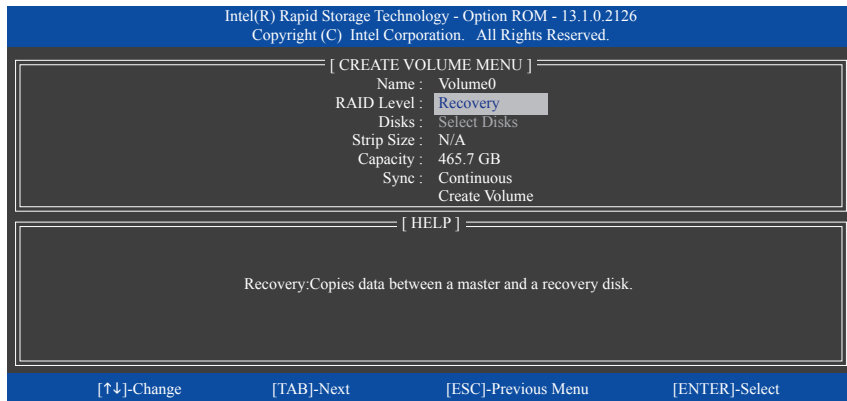 Intel(R) Rapid Storage Technology - Option ROM - 13.1.0.2126
Copyright (C) Intel Corporation. All Rights Reserved.
[ CREATE VOLUME MENU ]
Name : Volume0
RAID Level : Recovery
Disks : Select Disks
Strip Size : N/A
Capacity : 465.7 GB
Sync : Continuous
Create Volume
[ HELP ]
Recovery:Copies data between a master and a recovery disk.
[↑↓]-Change [TAB]-Next [ESC]-Previous Menu [ENTER]-Select